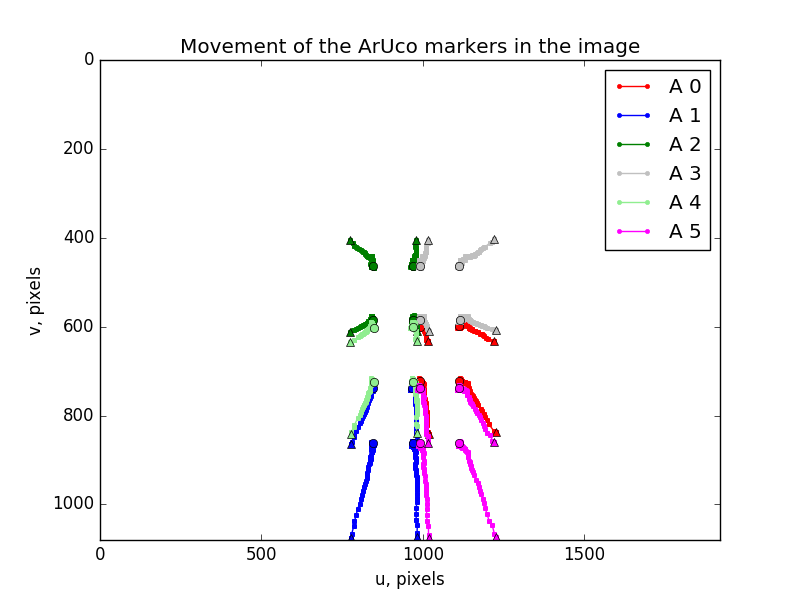 Movement of the ArUco markers in the image
0
200
400
600
800
1000
v, pixels
0
500
1000
1500
u, pixels
A 0
A 1
A 2
A 3
A 4
A 5